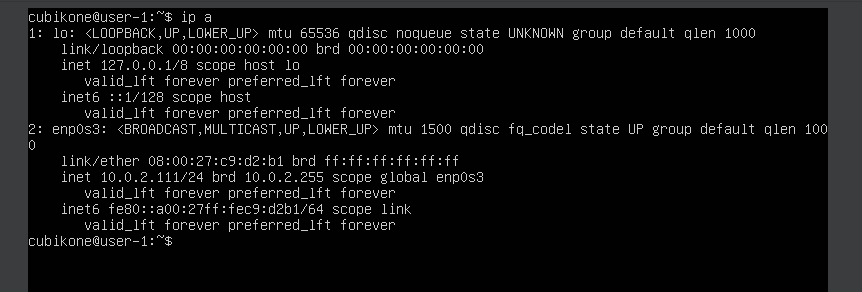 cubikone@user-1:~$ ip a
1: lo: <LOOPBACK,UP,LOWER_UP> mtu 65536 qdisc noqueue state UNKNOWN group default qlen 1000
    link/loopback 00:00:00:00:00:00 brd 00:00:00:00:00:00
    inet 127.0.0.1/8 scope host lo
       valid_lft forever preferred_lft forever
    inet6 ::1/128 scope host
       valid_lft forever preferred_lft forever
2: enp0s3: <BROADCAST,MULTICAST,UP,LOWER_UP> mtu 1500 qdisc fq_codel state UP group default qlen 100
0
    link/ether 08:00:27:c9:d2:b1 brd ff:ff:ff:ff:ff:ff
    inet 10.0.2.111/24 brd 10.0.2.255 scope global enp0s3
       valid_lft forever preferred_lft forever
    inet6 fe80::a00:27ff:fec9:d2b1/64 scope link
       valid_lft forever preferred_lft forever
cubikone@user-1:~$